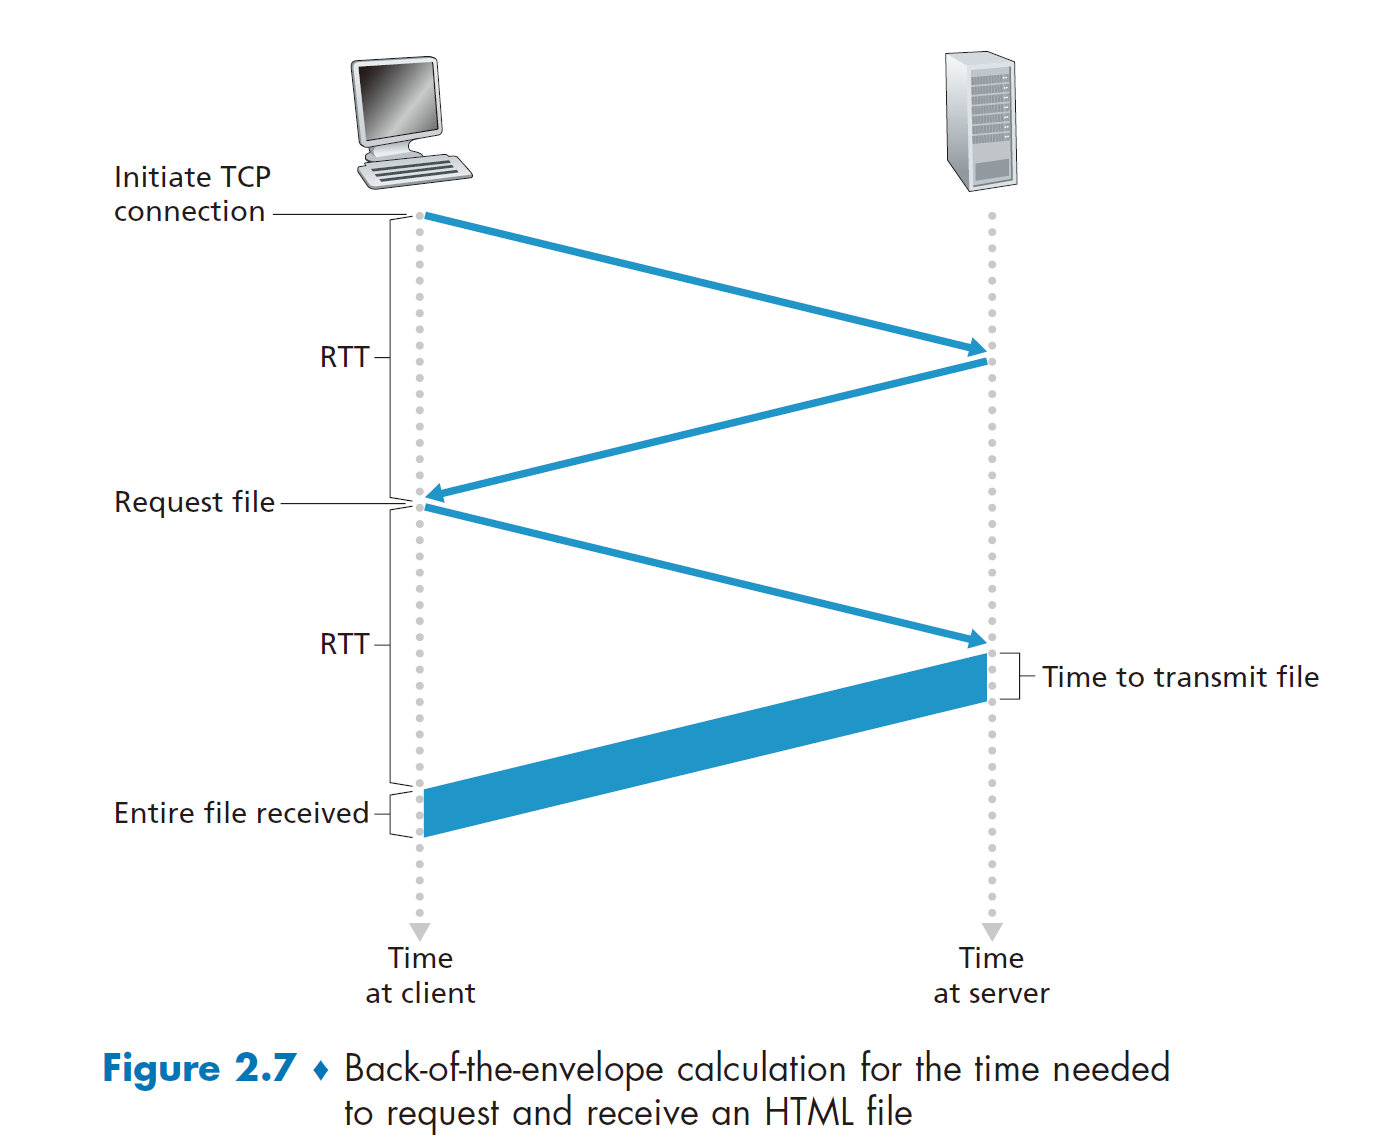 Initiate TCP
connection
RTT
Request file
RTT
Time to transmit file
Entire file received
Time
at client
Time
at server
Figure 2.7 ♦ Back-of-the-envelope calculation for the time needed
to request and receive an HTML file